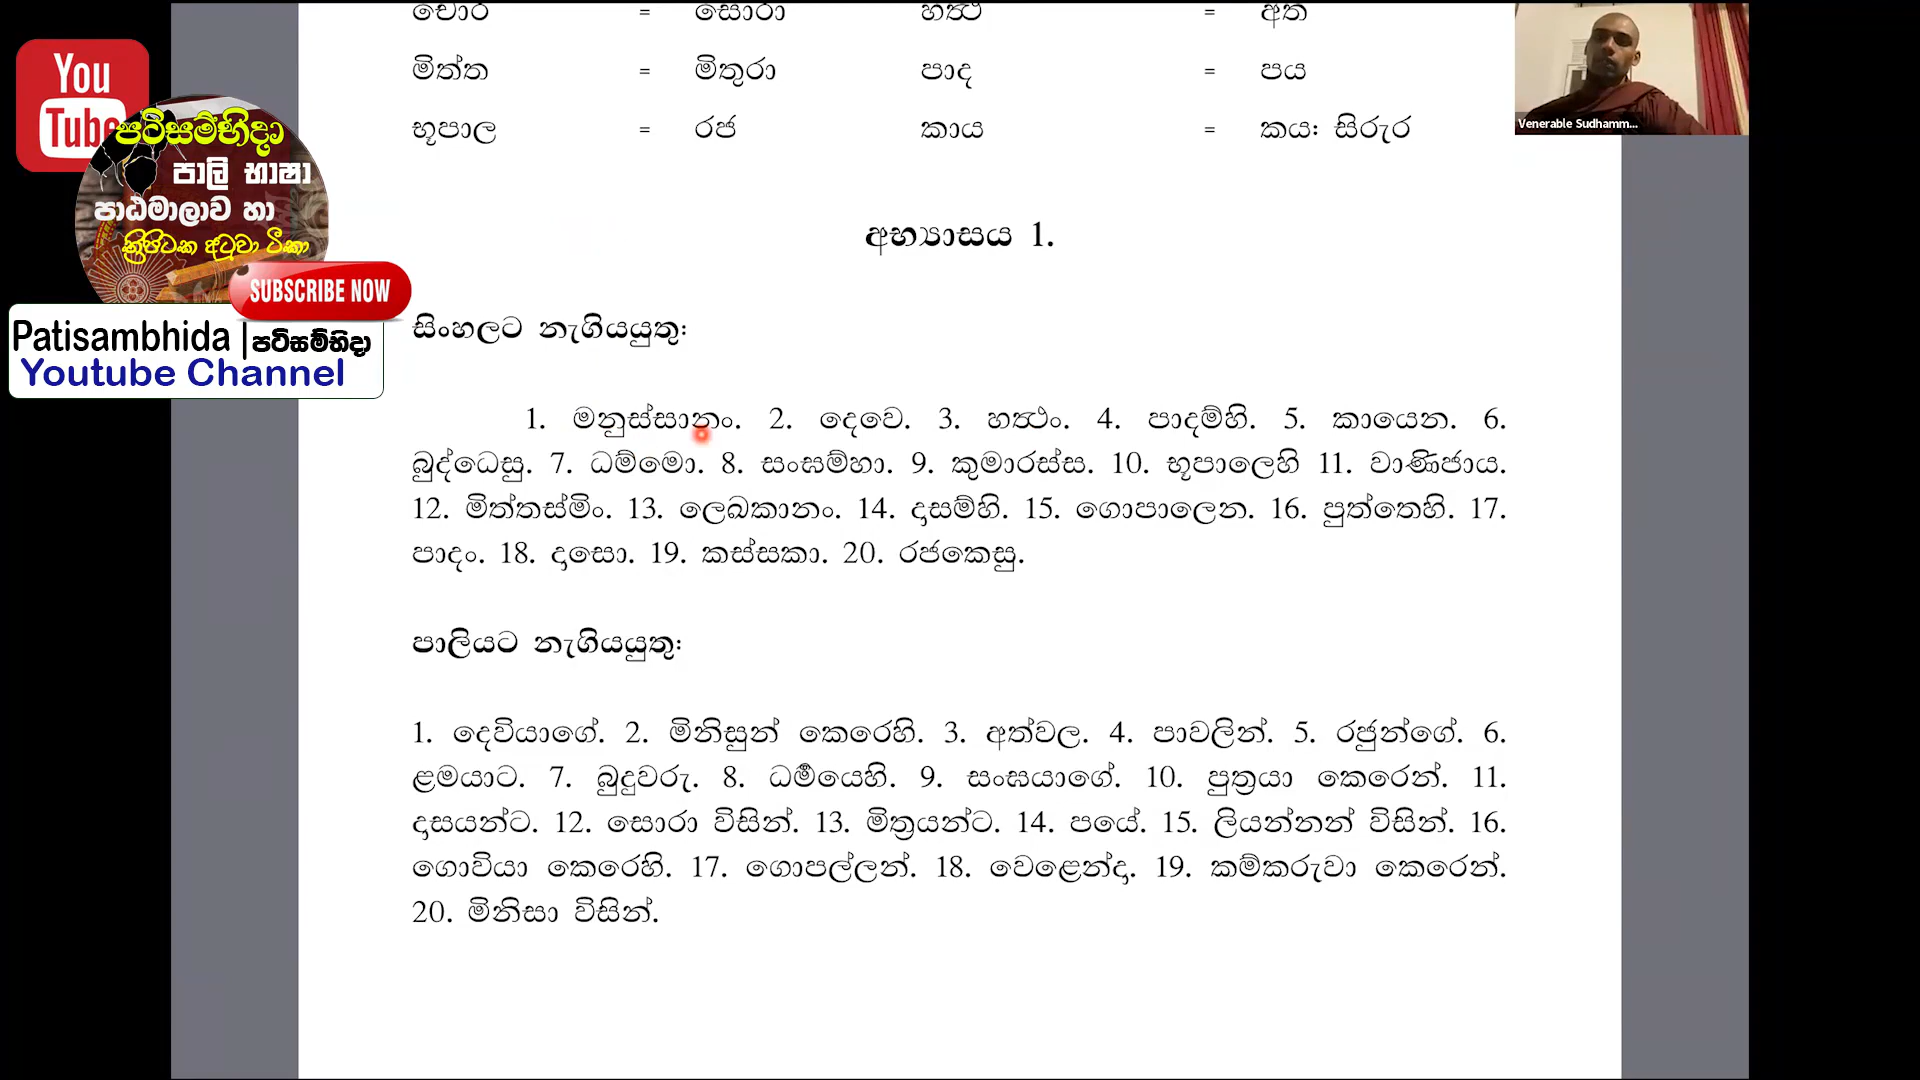 චොර = සොරා හත්‍ථ = අත
මිත්ත = මිතුරා පාද = පය
භූපාල = රජ කාය = කය: සිරුර
You
Tube
පටිසම්භිදා
පාලි භාෂා
පාඨමාලාව හා
ත්‍රිපිටක අටුවා ටීකා
SUBSCRIBE NOW
Patisambhida | පටිසම්භිදා
Youtube Channel
Venerable Sudhamm...
අභ්‍යාසය 1.
සිංහලට නැගියයුතු:
1. මනුස්සානං. 2. දෙවෙ. 3. හත්‍ථං. 4. පාදම්හි. 5. කායෙන. 6.
බුද්ධෙසු. 7. ධම්මො. 8. සංඝම්හා. 9. කුමාරස්ස. 10. භූපාලෙහි 11. වාණිජාය.
12. මිත්තස්මිං. 13. ලෙඛකානං. 14. දාසම්හි. 15. ගොපාලෙන. 16. පුත්තෙහි. 17.
පාදං. 18. දාසො. 19. කස්සකා. 20. රජකෙසු.
පාලියට නැගියයුතු:
1. දෙවියාගේ. 2. මිනිසුන් කෙරෙහි. 3. අත්වල. 4. පාවලින්. 5. රජුන්ගේ. 6.
ළමයාට. 7. බුදුවරු. 8. ධර්‍මයෙහි. 9. සංඝයාගේ. 10. පුත්‍රයා කෙරෙන්. 11.
දාසයන්ට. 12. සොරා විසින්. 13. මිත්‍රයන්ට. 14. පයේ. 15. ලියන්නන් විසින්. 16.
ගොවියා කෙරෙහි. 17. ගොපල්ලන්. 18. වෙළෙන්දා. 19. කම්කරුවා කෙරෙන්.
20. මිනිසා විසින්.